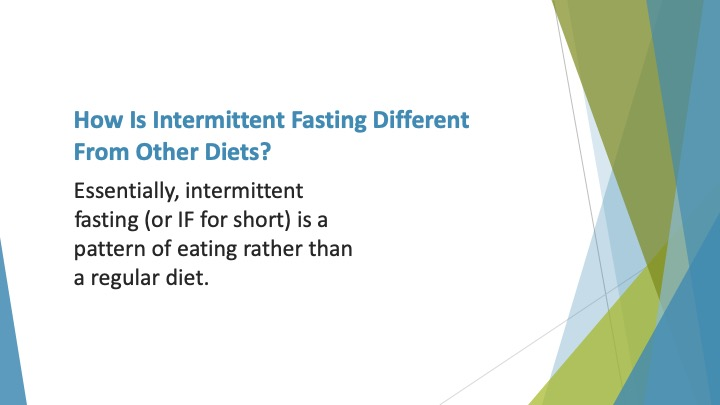 How Is Intermittent Fasting Different
From Other Diets?
Essentially, intermittent
fasting (or IF for short) is a
pattern of eating rather than
a regular diet.